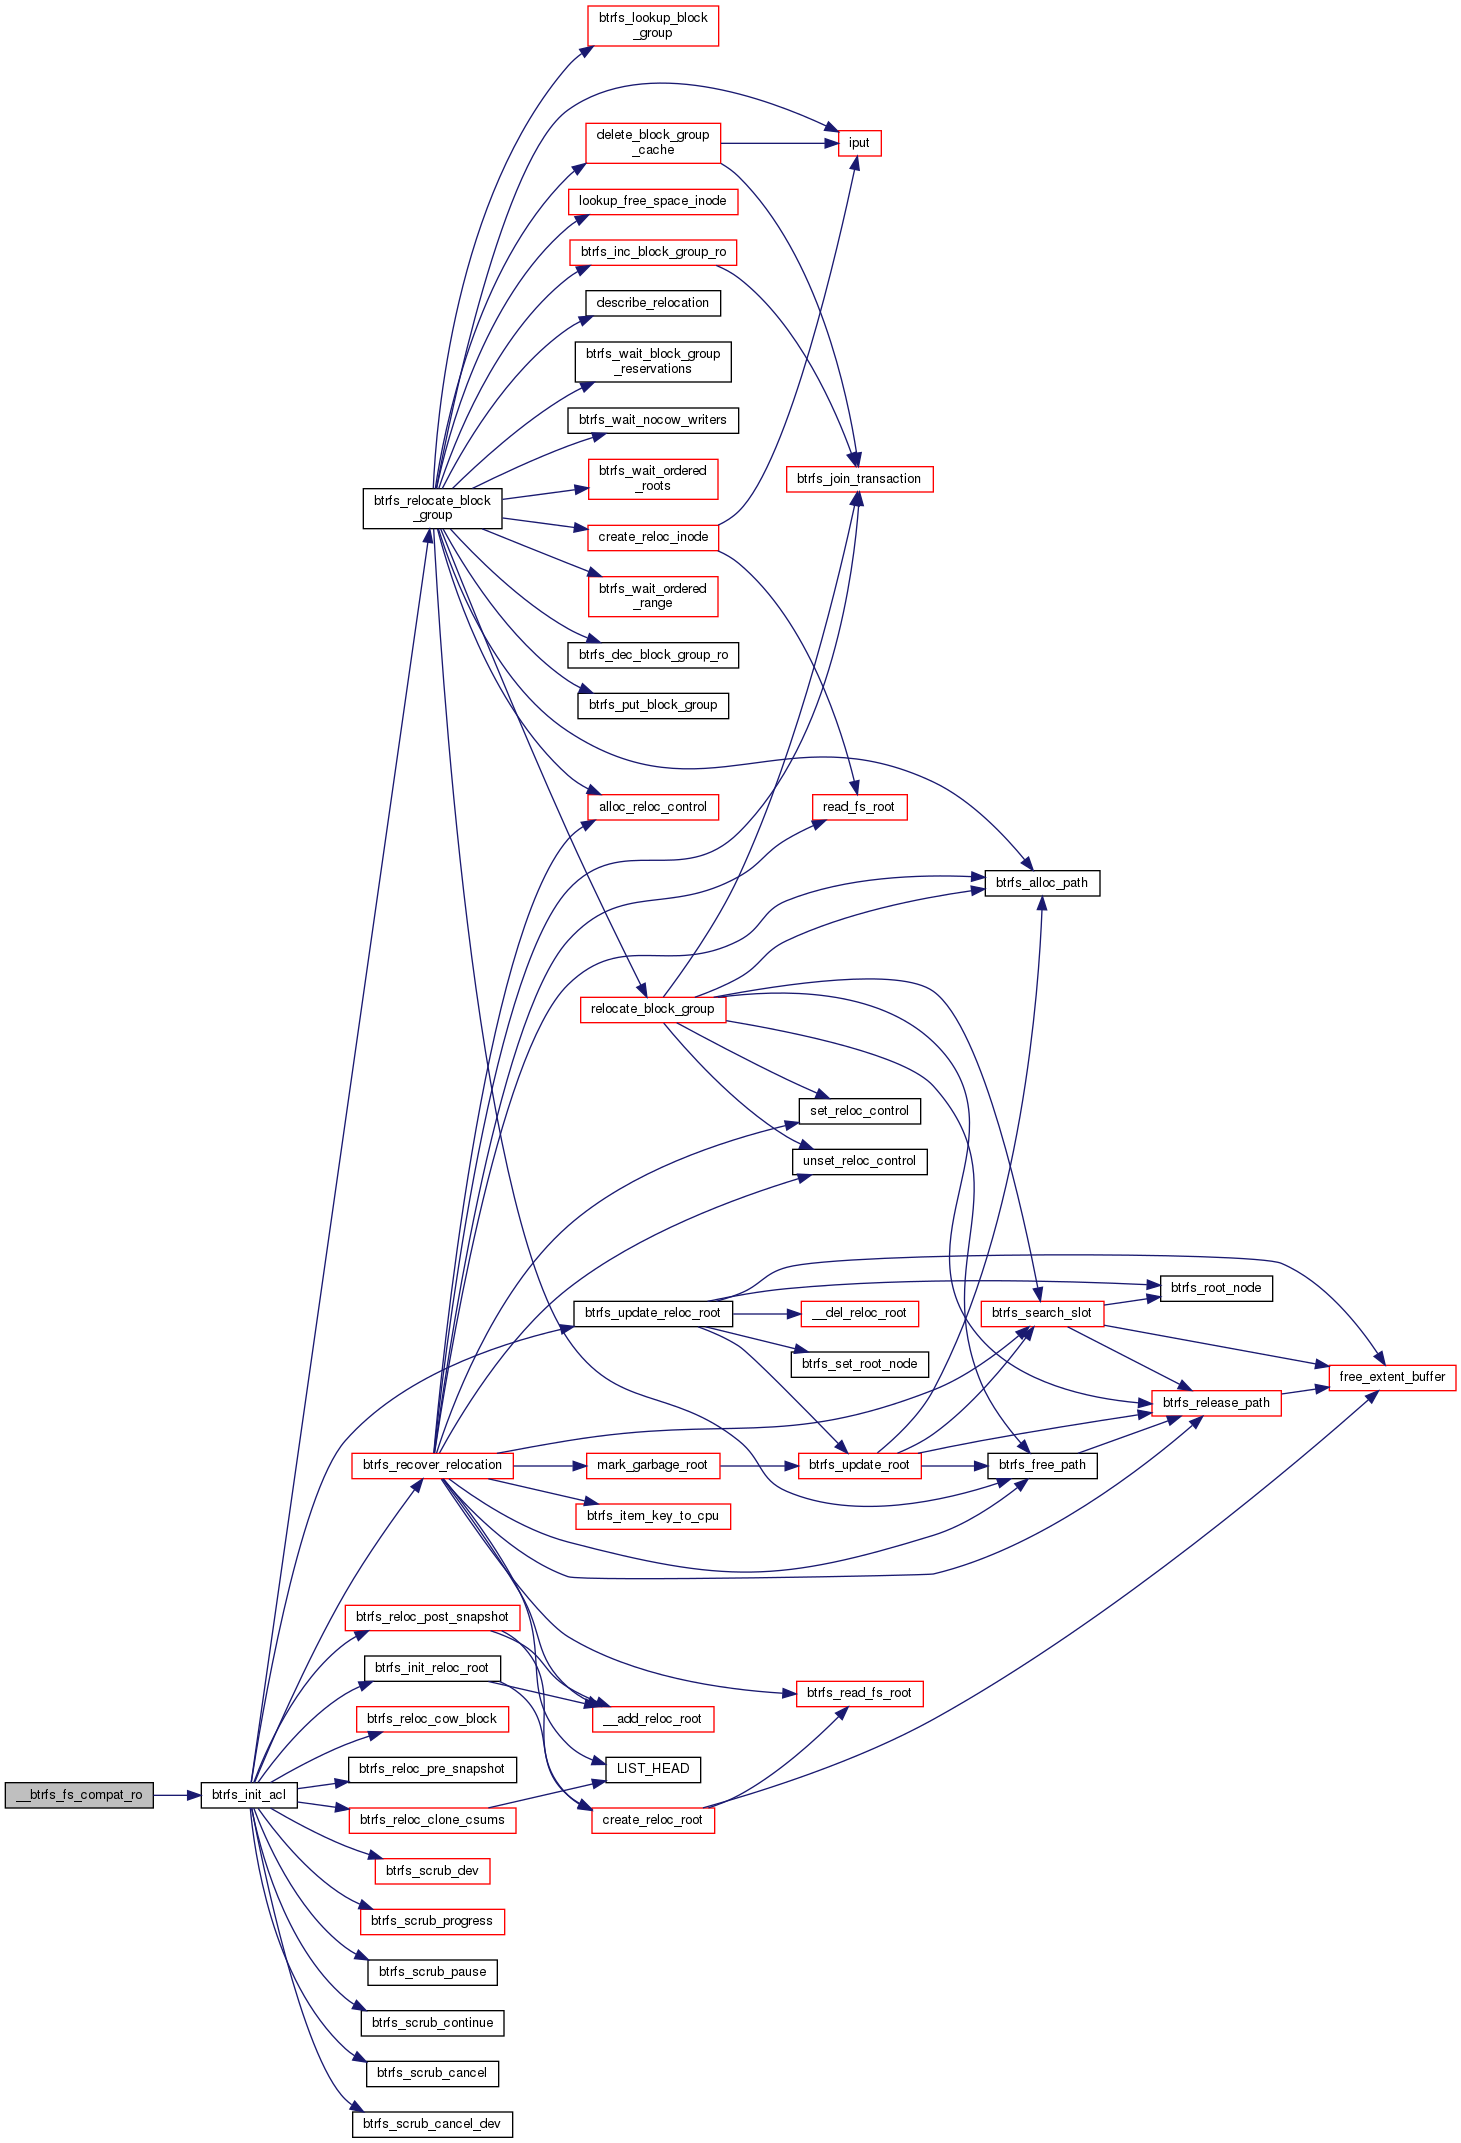 btrfs_lookup_block
_group
iput
delete_block_group
_cache
lookup_free_space_inode
btrfs_inc_block_group_ro
describe_relocation
btrfs_wait_block_group
_reservations
btrfs_wait_nocow_writers
btrfs_wait_ordered
_roots
btrfs_join_transaction
btrfs_relocate_block
_group
create_reloc_inode
btrfs_wait_ordered
_range
btrfs_dec_block_group_ro
btrfs_put_block_group
alloc_reloc_control
read_fs_root
btrfs_alloc_path
relocate_block_group
set_reloc_control
unset_reloc_control
btrfs_root_node
btrfs_update_reloc_root
__del_reloc_root
btrfs_search_slot
btrfs_set_root_node
free_extent_buffer
btrfs_release_path
btrfs_recover_relocation
mark_garbage_root
btrfs_update_root
btrfs_free_path
btrfs_item_key_to_cpu
btrfs_reloc_post_snapshot
btrfs_init_reloc_root
btrfs_read_fs_root
btrfs_reloc_cow_block
__add_reloc_root
btrfs_reloc_pre_snapshot
LIST_HEAD
__btrfs_fs_compat_ro
btrfs_init_acl
btrfs_reloc_clone_csums
create_reloc_root
btrfs_scrub_dev
btrfs_scrub_progress
btrfs_scrub_pause
btrfs_scrub_continue
btrfs_scrub_cancel
btrfs_scrub_cancel_dev